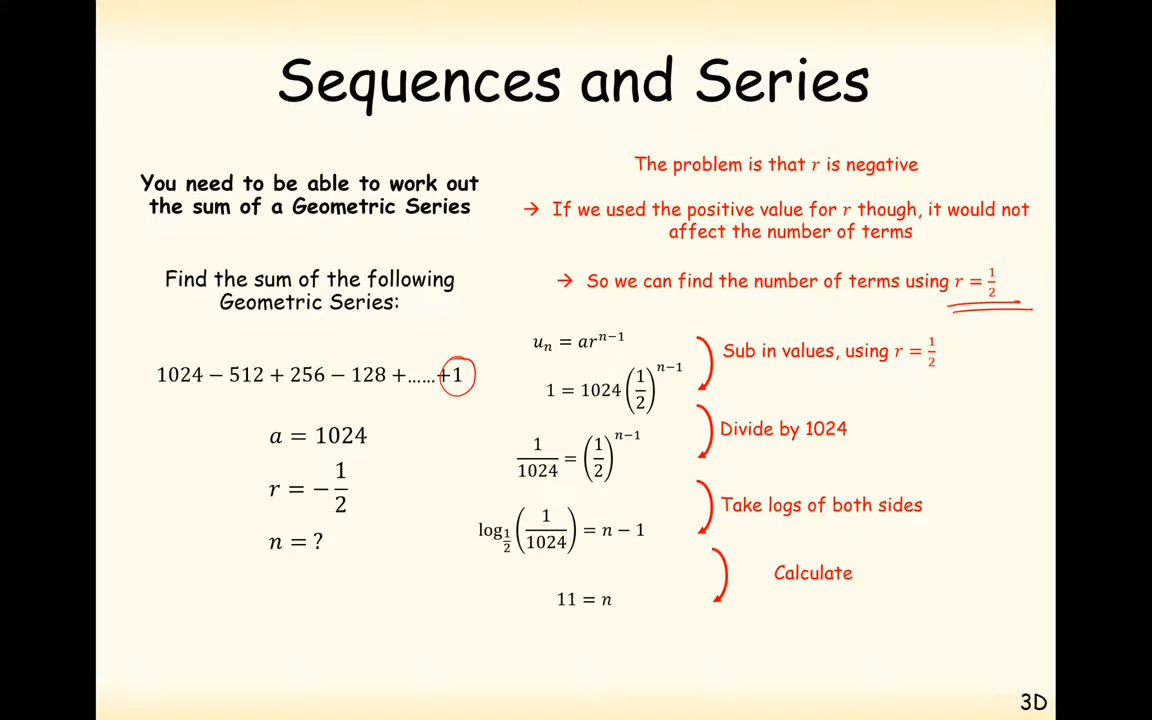 Sequences and Series
You need to be able to work out
the sum of a Geometric Series
Find the sum of the following
Geometric Series:
1024 − 512 + 256 − 128 + …… +1
a = 1024
r = −1/2
n = ?
The problem is that r is negative
→ If we used the positive value for r though, it would not
affect the number of terms
→ So we can find the number of terms using r = 1/2
uₙ = arⁿ⁻¹
Sub in values, using r = 1/2
1 = 1024(1/2)ⁿ⁻¹
Divide by 1024
1/1024 = (1/2)ⁿ⁻¹
Take logs of both sides
log₁/₂(1/1024) = n − 1
Calculate
11 = n
3D